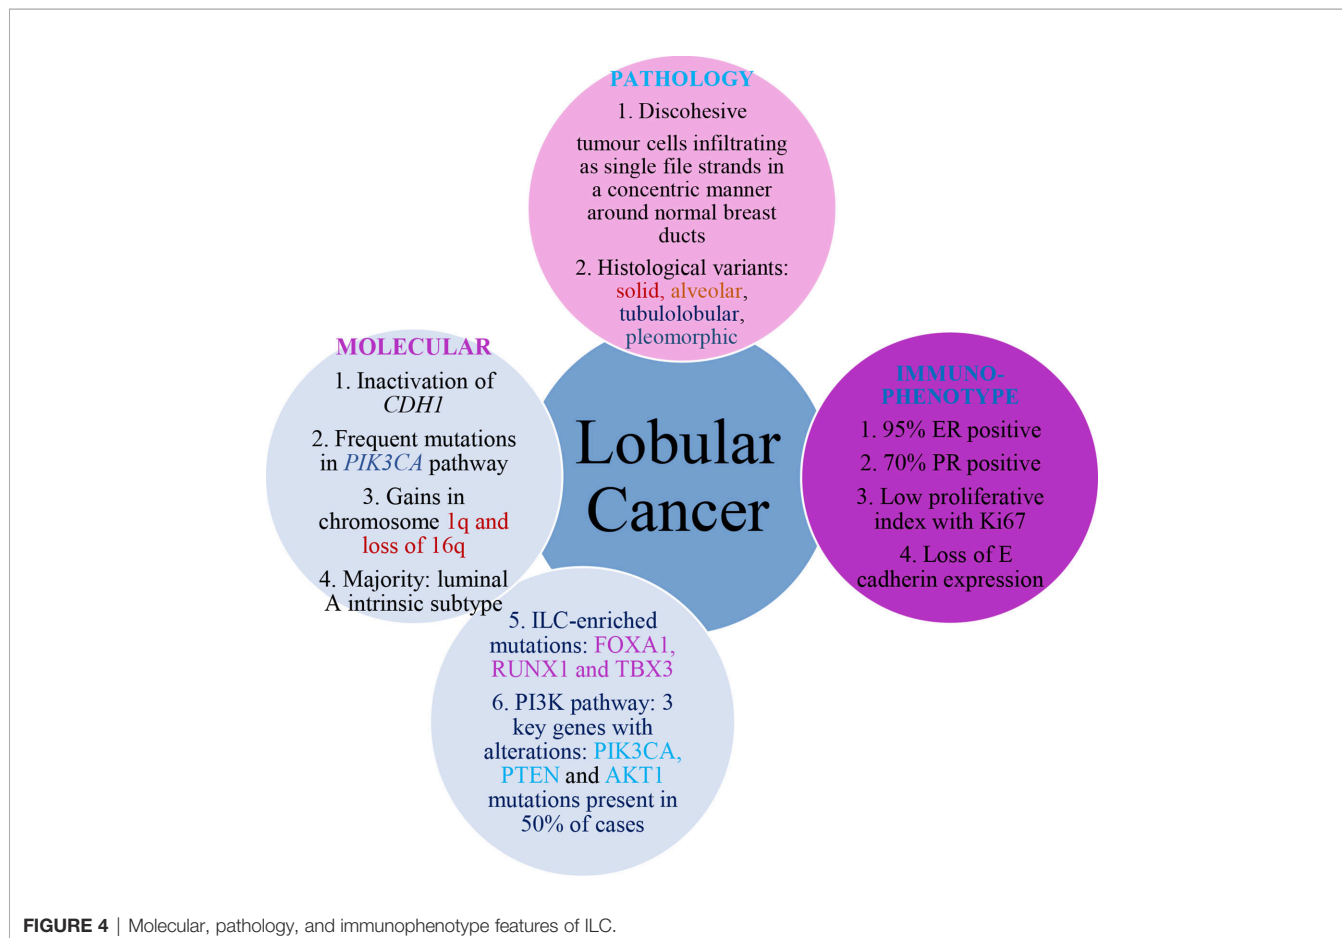 PATHOLOGY
1. Discohesive
tumour cells infiltrating
as single file strands in
a concentric manner
around normal breast
ducts
2. Histological variants:
solid, alveolar,
tubulolobular,
pleomorphic
MOLECULAR
1. Inactivation of
CDH1
2. Frequent mutations
in PIK3CA pathway
3. Gains in
chromosome 1q and
loss of 16q
4. Majority: luminal
A intrinsic subtype
Lobular
Cancer
IMMUNO-
PHENOTYPE
1. 95% ER positive
2. 70% PR positive
3. Low proliferative
index with Ki67
4. Loss of E
cadherin expression
5. ILC-enriched
mutations: FOXA1,
RUNX1 and TBX3
6. PI3K pathway: 3
key genes with
alterations: PIK3CA,
PTEN and AKT1
mutations present in
50% of cases
FIGURE 4 | Molecular, pathology, and immunophenotype features of ILC.